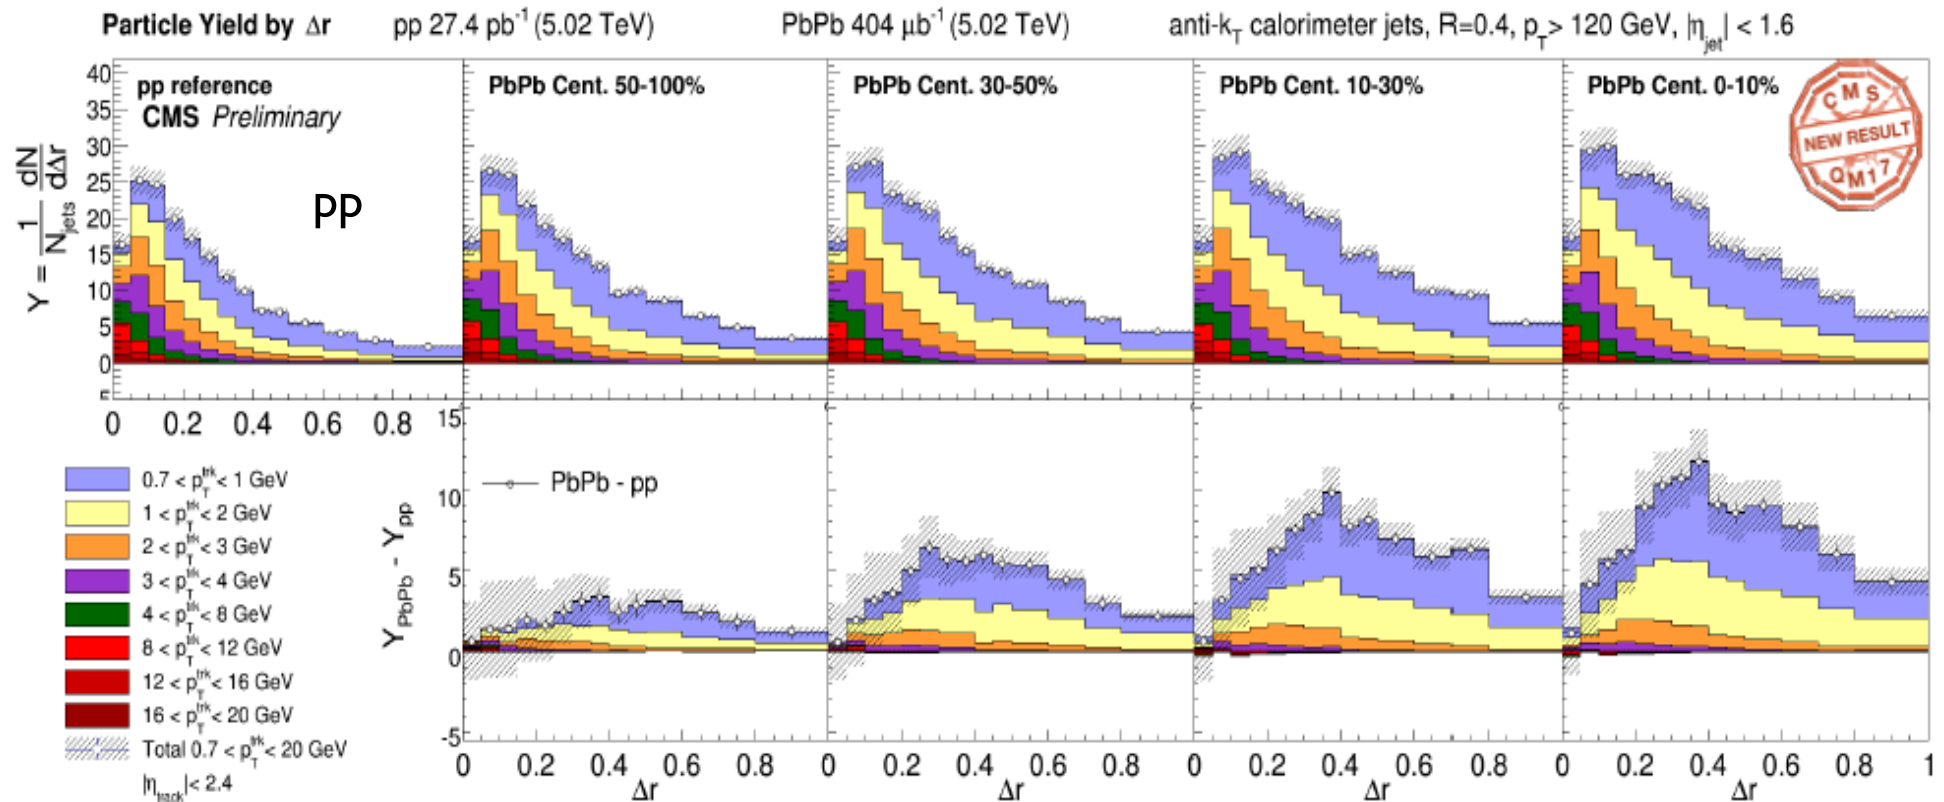 Particle Yield by Δr pp 27.4 pb⁻¹ (5.02 TeV) PbPb 404 μb⁻¹ (5.02 TeV) anti-k_T calorimeter jets, R=0.4, p_T> 120 GeV, |η_jet| < 1.6
pp reference
CMS Preliminary
pp
PbPb Cent. 50-100%
PbPb Cent. 30-50%
PbPb Cent. 10-30%
PbPb Cent. 0-10%
CMS
NEW RESULT
QM17
Y = 1/N_jets dN/dΔr
40
35
30
25
20
15
10
5
0
0 0.2 0.4 0.6 0.8
0.7 < p_T^trk < 1 GeV
1 < p_T^trk < 2 GeV
2 < p_T^trk < 3 GeV
3 < p_T^trk < 4 GeV
4 < p_T^trk < 8 GeV
8 < p_T^trk < 12 GeV
12 < p_T^trk < 16 GeV
16 < p_T^trk < 20 GeV
Total 0.7 < p_T^trk < 20 GeV
|η_track| < 2.4
Y_PbPb - Y_pp
15
10
5
0
-5
PbPb - pp
0 0.2 0.4 0.6 0.8 0 0.2 0.4 0.6 0.8 0 0.2 0.4 0.6 0.8 0 0.2 0.4 0.6 0.8 1
Δr Δr Δr Δr